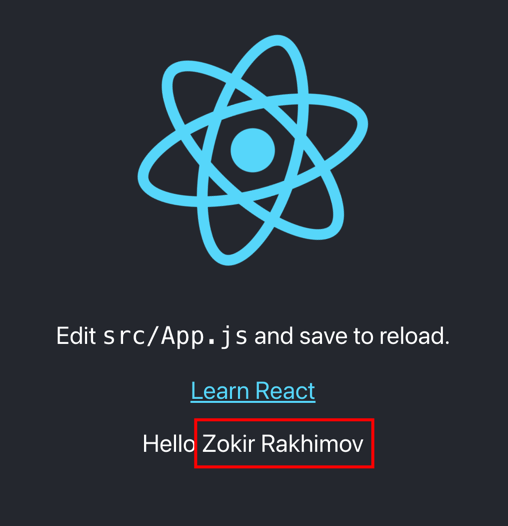 Edit src/App.js and save to reload.
Learn React
Hello Zokir Rakhimov